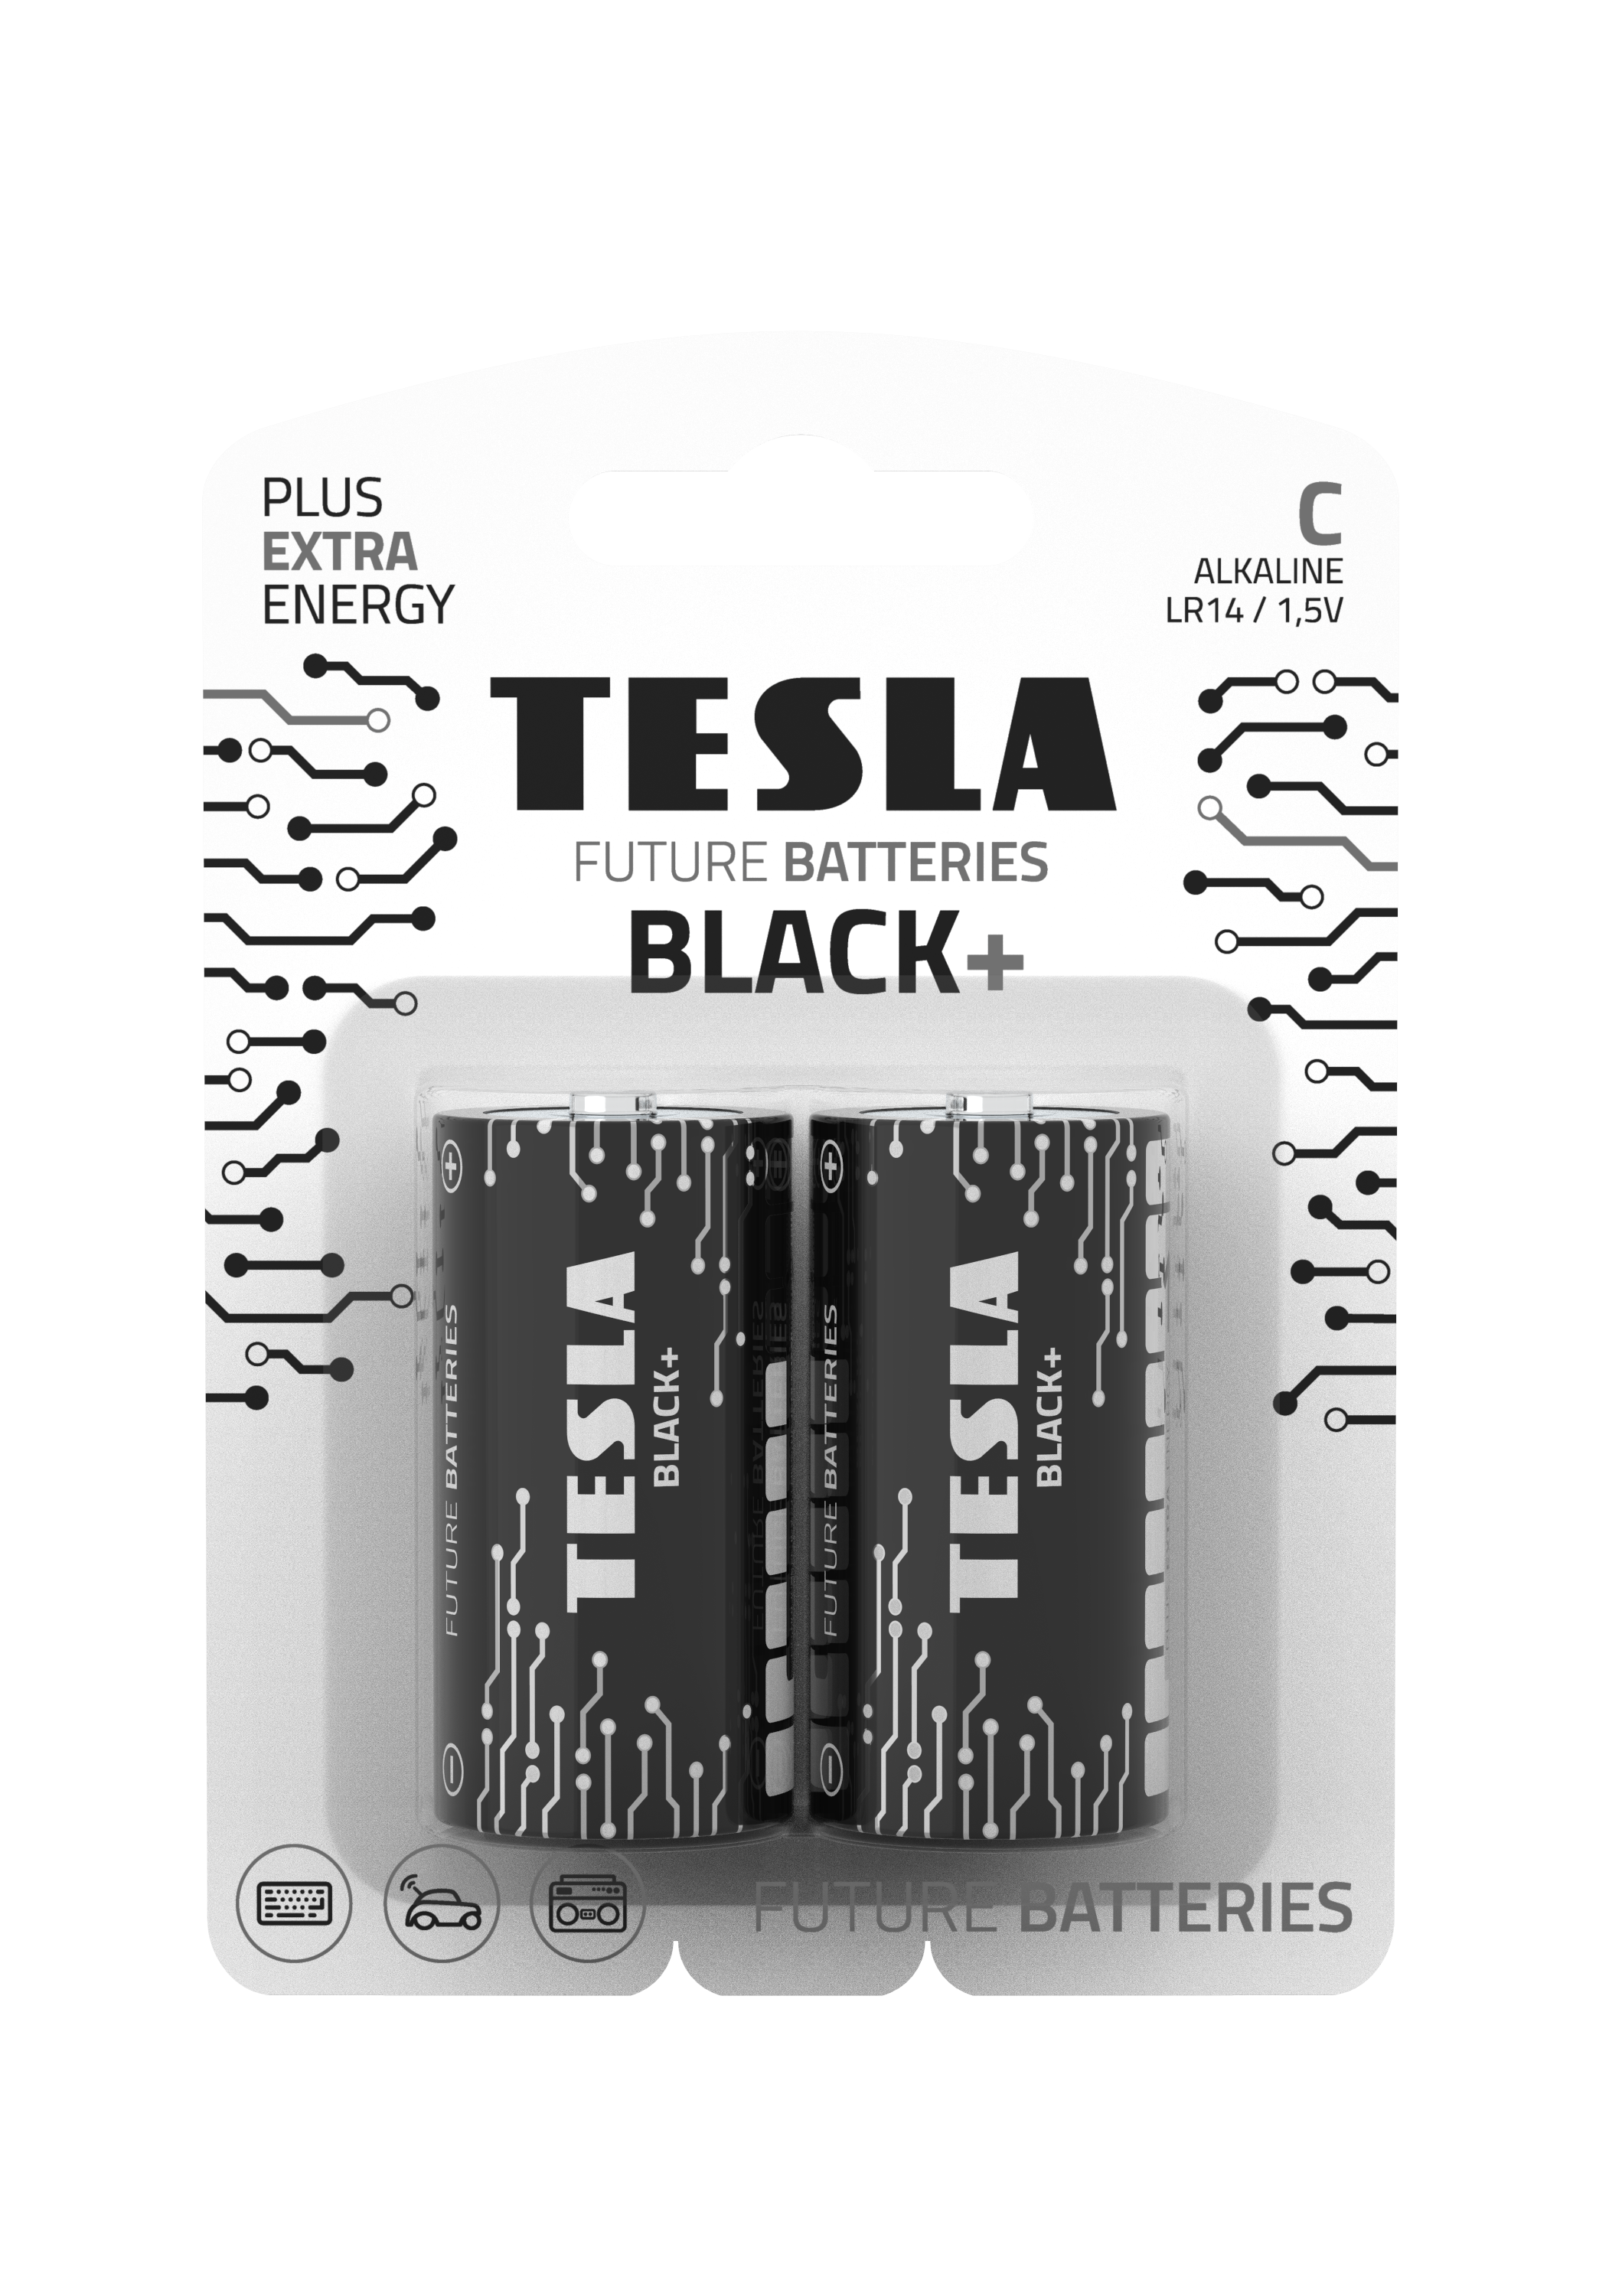 PLUS
EXTRA
ENERGY
C
ALKALINE
LR14 / 1,5V
TESLA
FUTURE BATTERIES
BLACK+
FUTURE BATTERIES
TESLA
BLACK+
FUTURE BATTERIES
TESLA
BLACK+
FUTURE BATTERIES